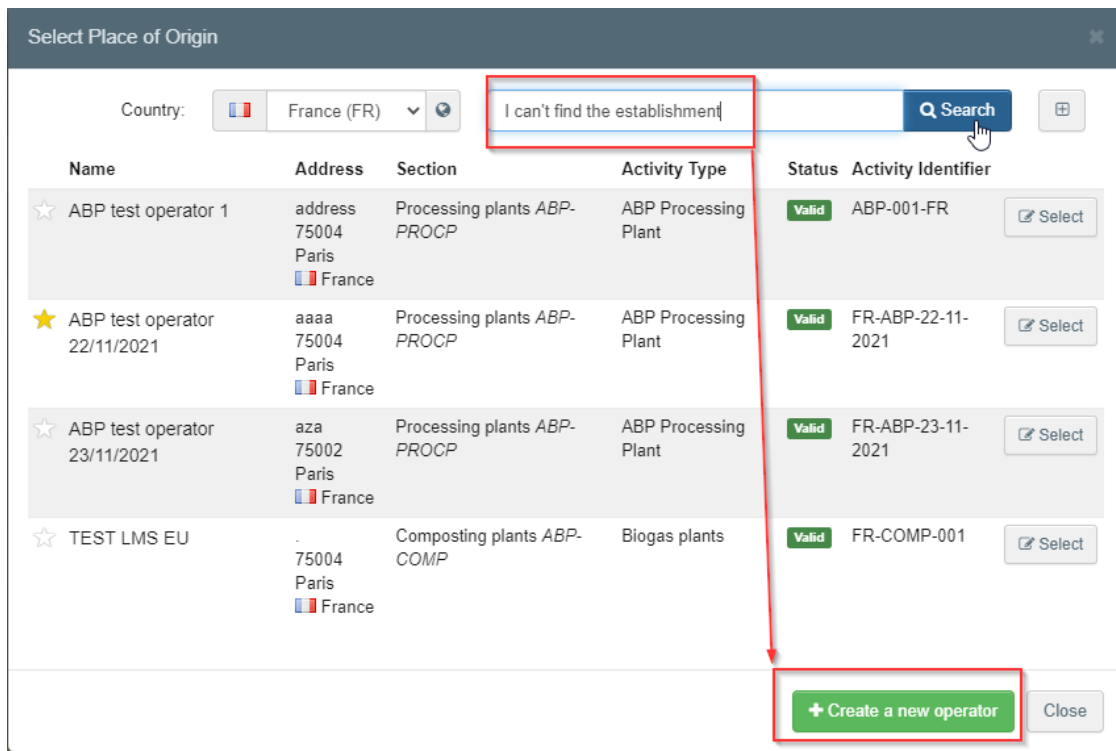 Select Place of Origin
Country: France (FR) I can't find the establishment Search
Name Address Section Activity Type Status Activity Identifier
ABP test operator 1 address Processing plants ABP- ABP Processing Valid ABP-001-FR Select
75004 PROCP Plant
Paris
France
ABP test operator aaaa Processing plants ABP- ABP Processing Valid FR-ABP-22-11- Select
22/11/2021 75004 PROCP Plant 2021
Paris
France
ABP test operator aza Processing plants ABP- ABP Processing Valid FR-ABP-23-11- Select
23/11/2021 75002 PROCP Plant 2021
Paris
France
TEST LMS EU . Composting plants ABP- Biogas plants Valid FR-COMP-001 Select
75004 COMP
Paris
France
+ Create a new operator Close